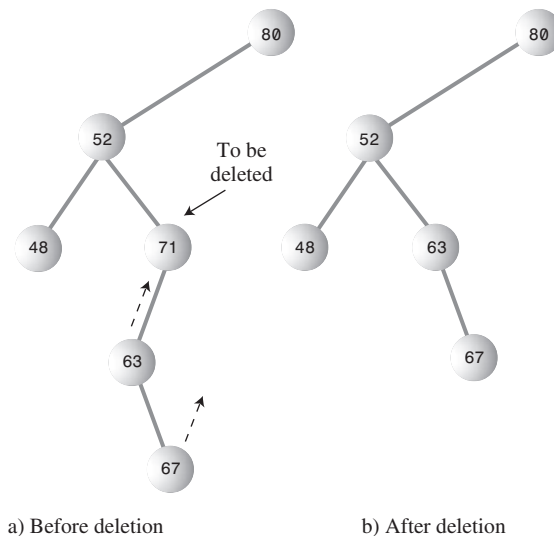 80
52
To be
deleted
48
71
63
67
80
52
48
63
67
a) Before deletion
b) After deletion